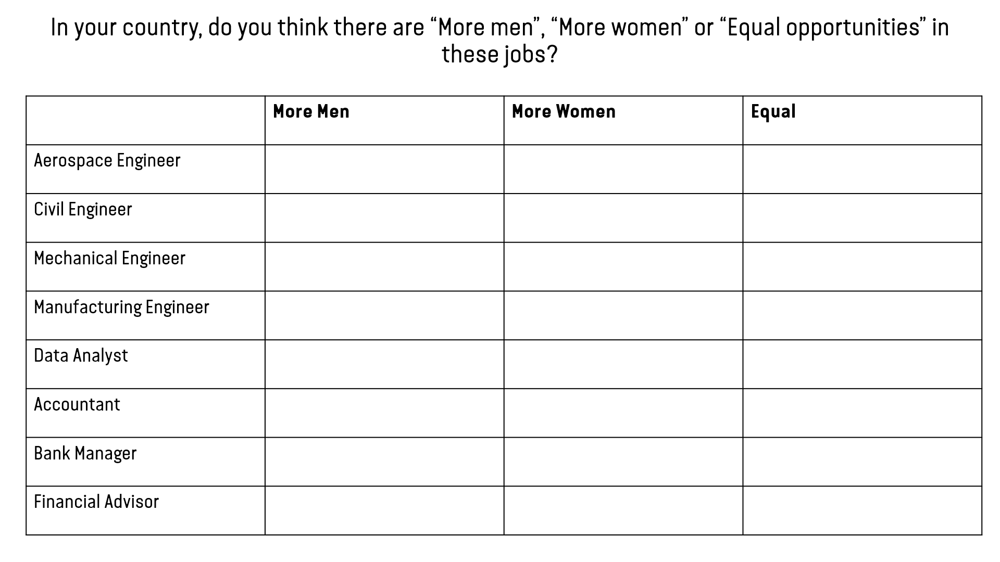 In your country, do you think there are “More men”, “More women” or “Equal opportunities” in
these jobs?
More Men
More Women
Equal
Aerospace Engineer
Civil Engineer
Mechanical Engineer
Manufacturing Engineer
Data Analyst
Accountant
Bank Manager
Financial Advisor